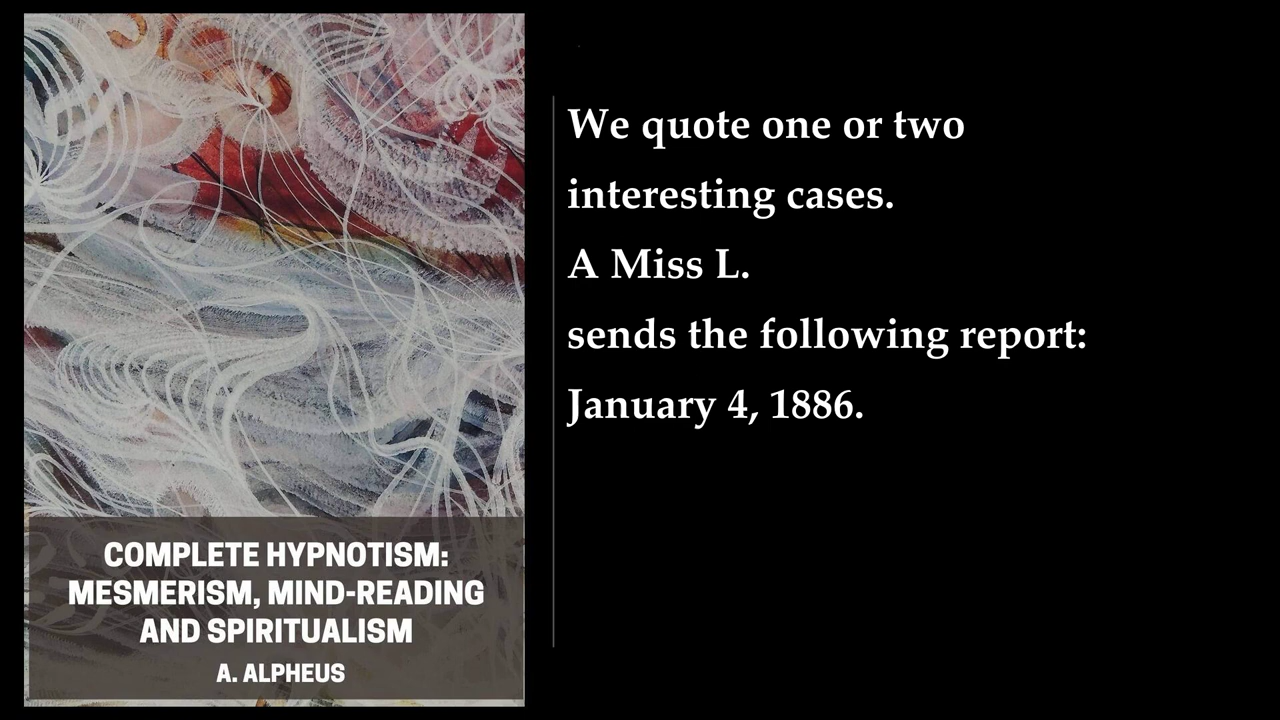 We quote one or two
interesting cases.
A Miss L.
sends the following report:
January 4, 1886.
COMPLETE HYPNOTISM:
MESMERISM, MIND-READING
AND SPIRITUALISM
A. ALPHEUS